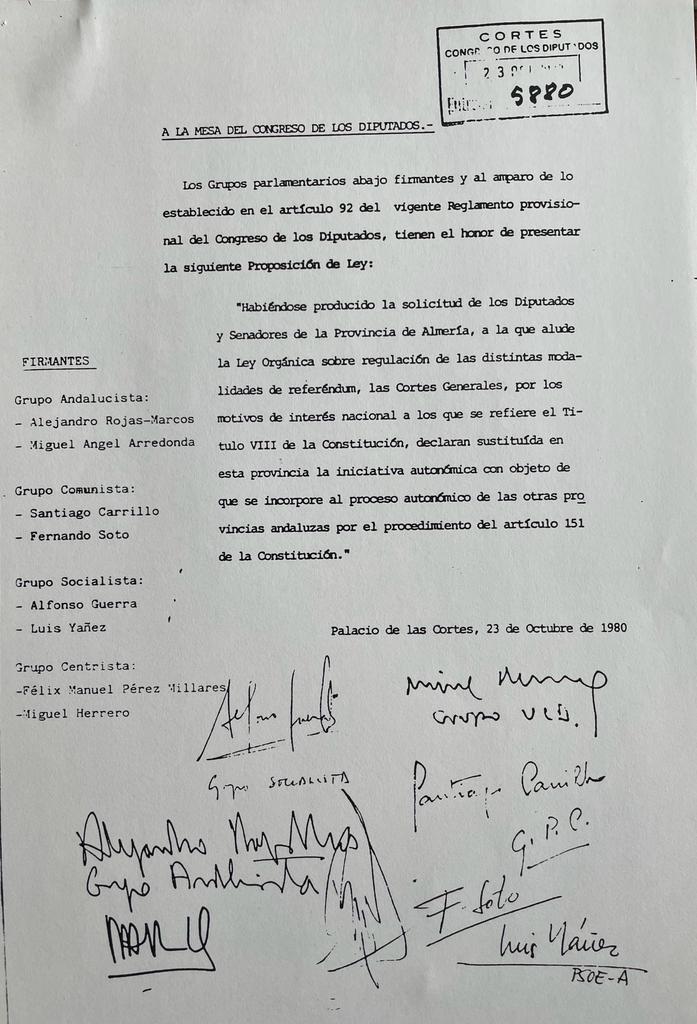 CORTES
CONGRESO DE LOS DIPUTADOS
23
5880
A LA MESA DEL CONGRESO DE LOS DIPUTADOS.-
Los Grupos parlamentarios abajo firmantes y al amparo de lo
establecido en el artículo 92 del vigente Reglamento provisio-
nal del Congreso de los Diputados, tienen el honor de presentar
la siguiente Proposición de Ley:
"Habiéndose producido la solicitud de los Diputados
y Senadores de la Provincia de Almería, a la que alude
la Ley Orgánica sobre regulación de las distintas moda-
lidades de referéndum, las Cortes Generales, por los
motivos de interés nacional a los que se refiere el Tí-
tulo VIII de la Constitución, declaran sustituída en
esta provincia la iniciativa autonómica con objeto de
que se incorpore al proceso autonómico de las otras pro
vincias andaluzas por el procedimiento del artículo 151
de la Constitución."
Palacio de las Cortes, 23 de Octubre de 1980
FIRMANTES
Grupo Andalucista:
- Alejandro Rojas-Marcos
- Miguel Angel Arredonda
Grupo Comunista:
- Santiago Carrillo
- Fernando Soto
Grupo Socialista:
- Alfonso Guerra
- Luis Yañez
Grupo Centrista:
-Félix Manuel Pérez Millares
-Miguel Herrero
Grupo UCD.
Grupo SOCIALISTA
Santiago Carrillo
G.P.C.
Alejandro Rojas Marcos
Grupo Andalucista
F. Soto
Luis Yáñez
PSOE-A